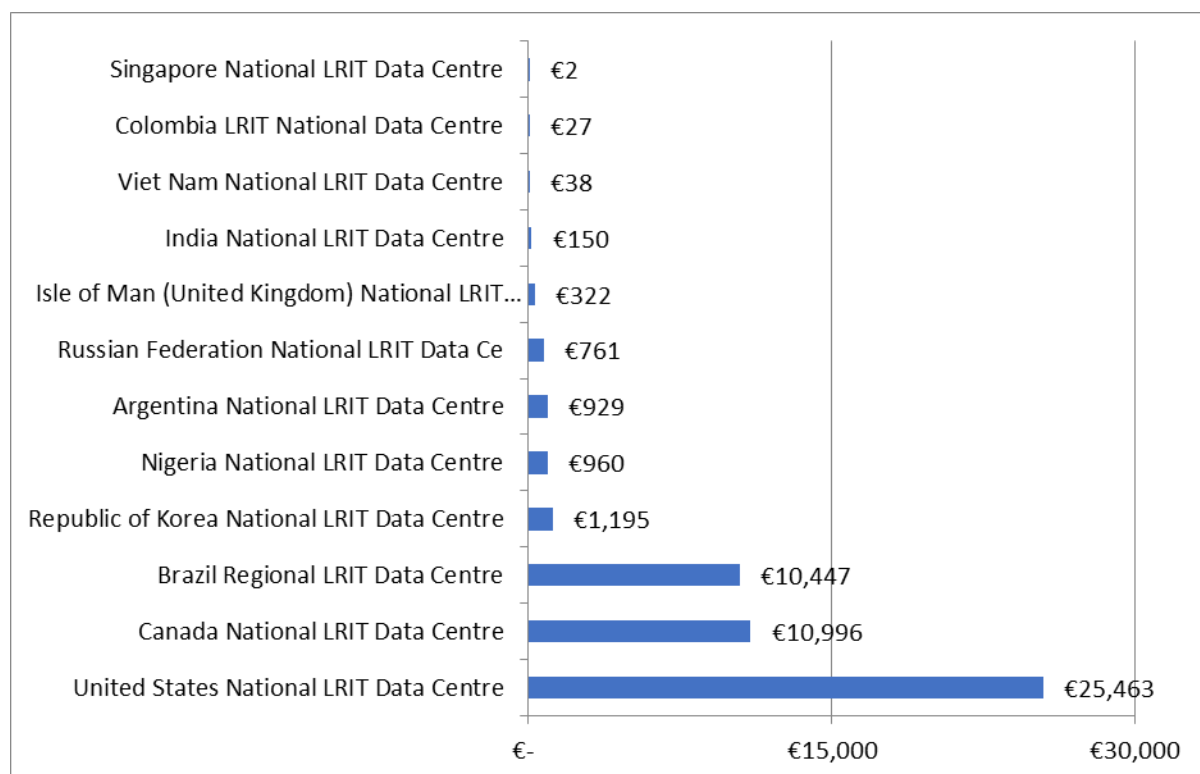 Singapore National LRIT Data Centre €2
Colombia LRIT National Data Centre €27
Viet Nam National LRIT Data Centre €38
India National LRIT Data Centre €150
Isle of Man (United Kingdom) National LRIT... €322
Russian Federation National LRIT Data Ce €761
Argentina National LRIT Data Centre €929
Nigeria National LRIT Data Centre €960
Republic of Korea National LRIT Data Centre €1,195
Brazil Regional LRIT Data Centre €10,447
Canada National LRIT Data Centre €10,996
United States National LRIT Data Centre €25,463
€- €15,000 €30,000